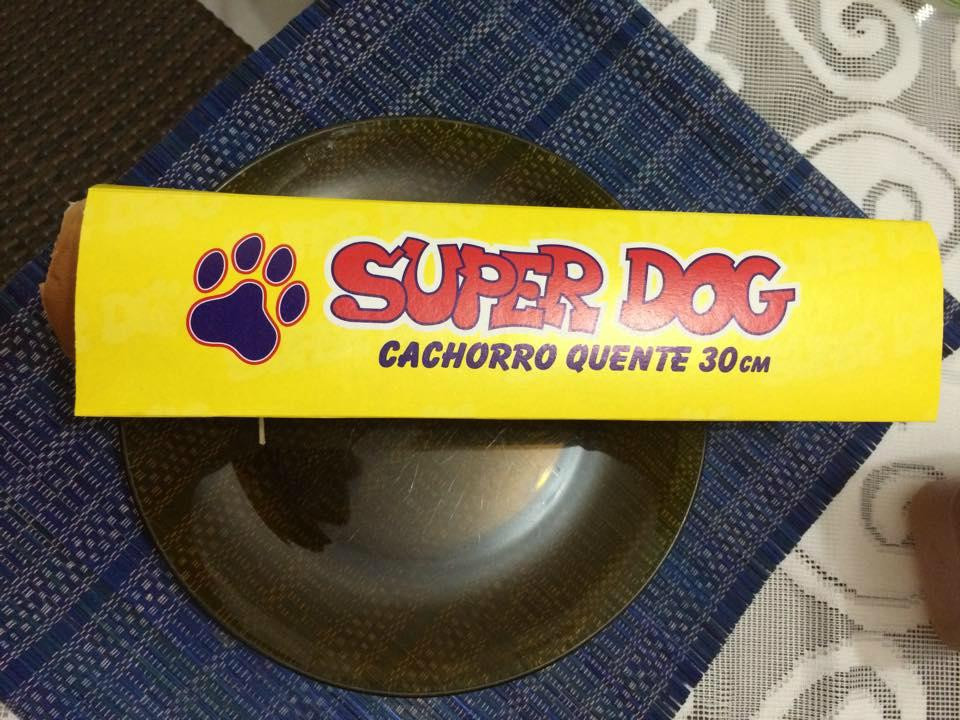 SUPER DOG
CACHORRO QUENTE 30CM